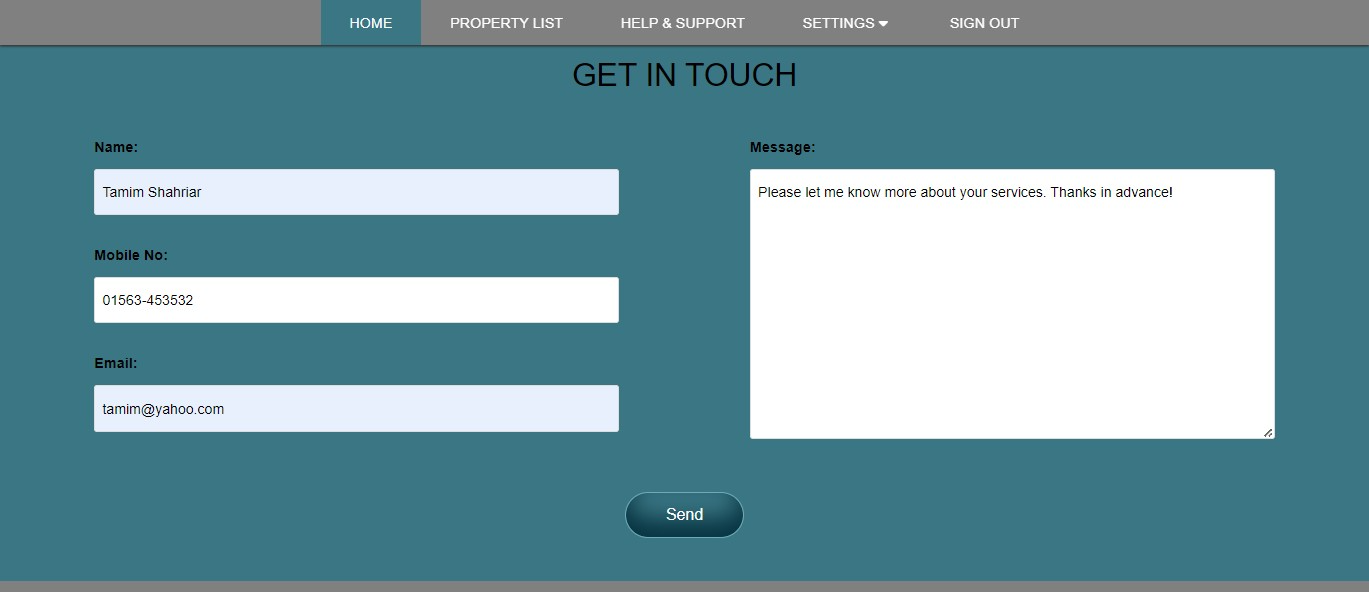 HOME PROPERTY LIST HELP & SUPPORT SETTINGS SIGN OUT
GET IN TOUCH
Name:
Tamim Shahriar
Mobile No:
01563-453532
Email:
tamim@yahoo.com
Message:
Please let me know more about your services. Thanks in advance!
Send